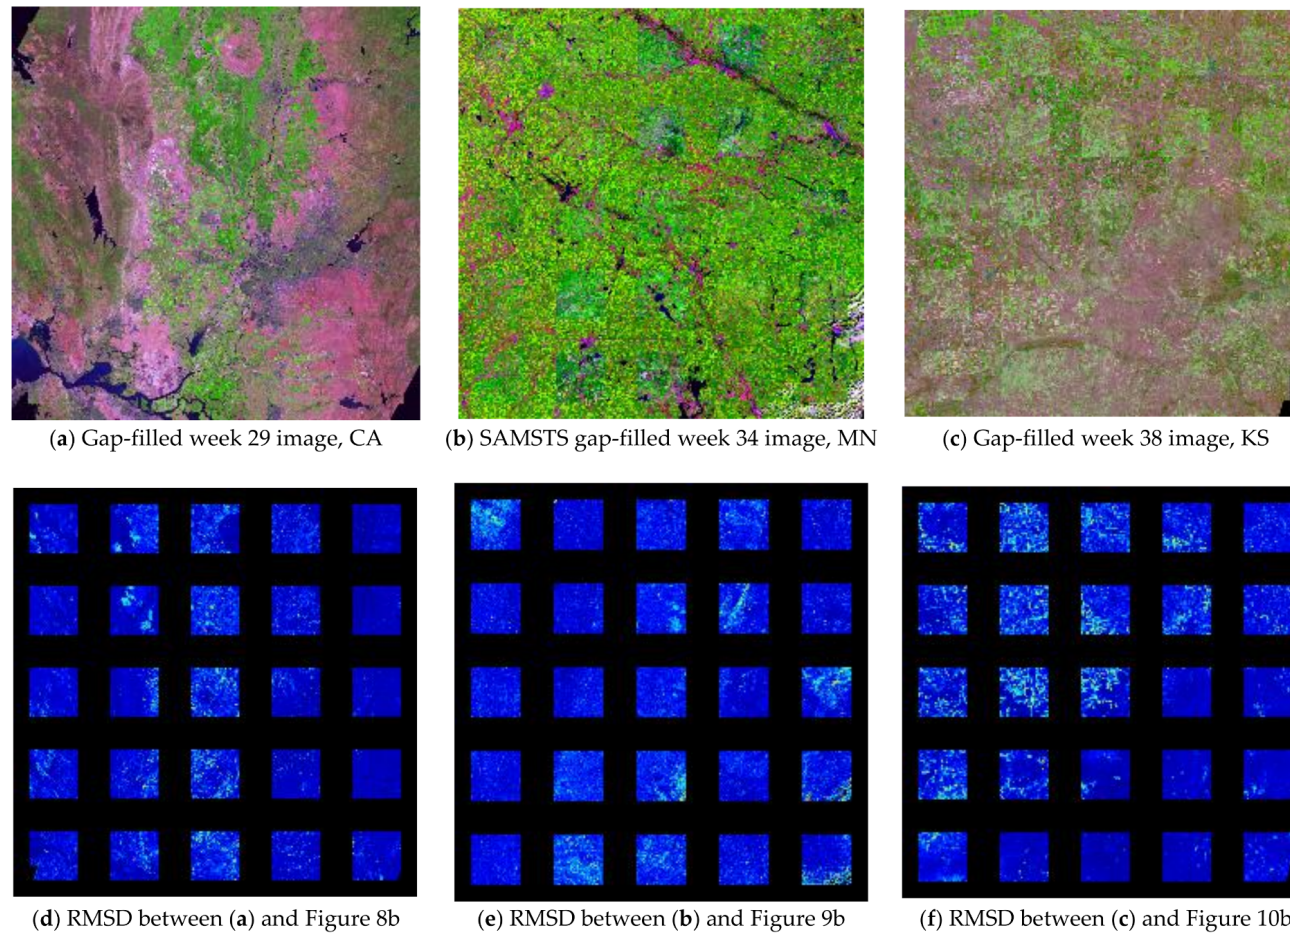 (a) Gap-filled week 29 image, CA
(b) SAMSTS gap-filled week 34 image, MN
(c) Gap-filled week 38 image, KS
(d) RMSD between (a) and Figure 8b
(e) RMSD between (b) and Figure 9b
(f) RMSD between (c) and Figure 10b